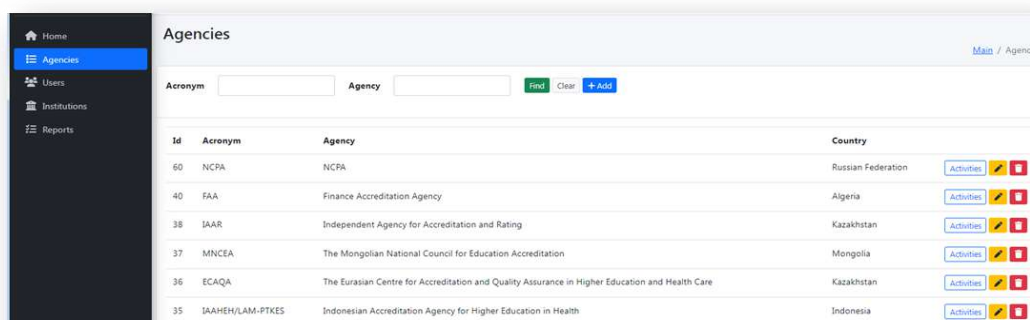 Home
Agencies
Users
Institutions
Reports
Agencies
Main / Agenc
Acronym Agency Find Clear + Add
Id Acronym Agency Country
60 NCPA NCPA Russian Federation Activities
40 FAA Finance Accreditation Agency Algeria Activities
38 IAAR Independent Agency for Accreditation and Rating Kazakhstan Activities
37 MNCEA The Mongolian National Council for Education Accreditation Mongolia Activities
36 ECAQA The Eurasian Centre for Accreditation and Quality Assurance in Higher Education and Health Care Kazakhstan Activities
35 IAAHEH/LAM-PTKES Indonesian Accreditation Agency for Higher Education in Health Indonesia Activities